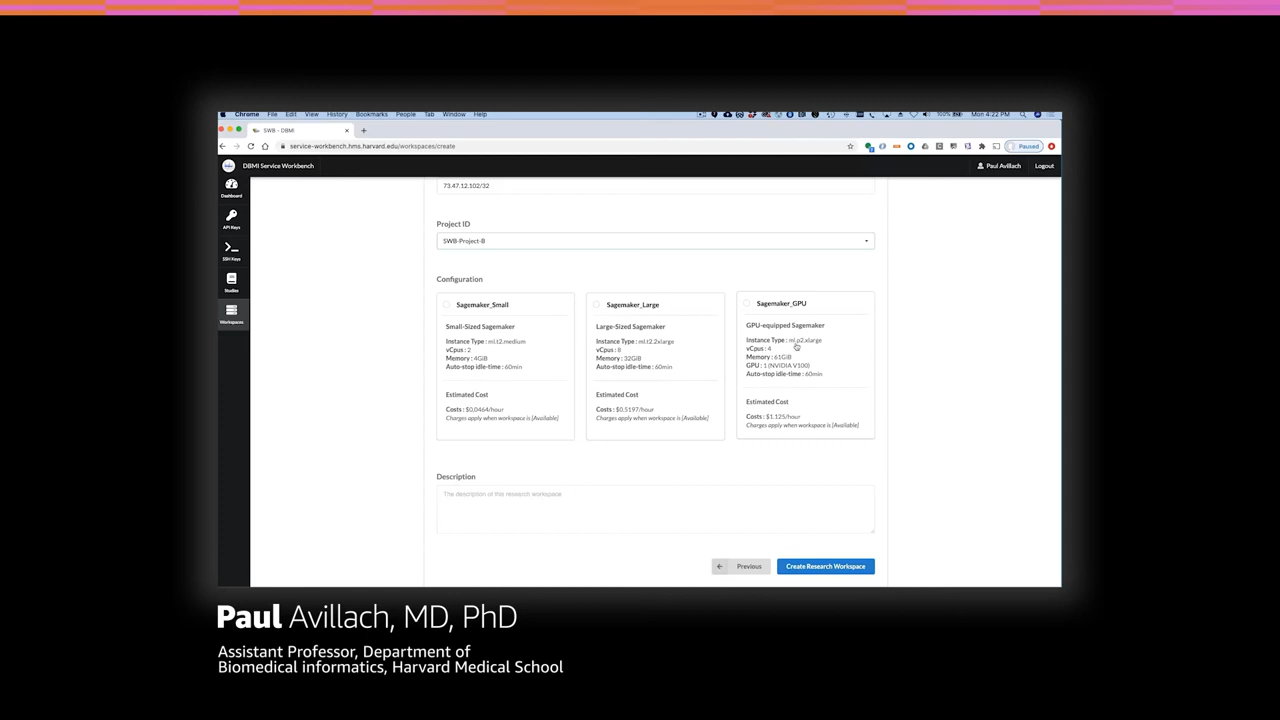 Chrome File Edit View History Bookmarks People Tab Window Help 100% Mon 4:22 PM
SWB - DBMI
service-workbench.hms.harvard.edu/workspaces/create
Paused
DBMI Service Workbench
Paul Avillach
Logout
Dashboard
API Keys
SSH Keys
Studies
Workspaces
73.47.12.102/32
Project ID
SWB-Project-B
Configuration
Sagemaker_Small
Small-Sized Sagemaker
Instance Type : ml.t2.medium
vCpus : 2
Memory : 4GiB
Auto-stop idle-time : 60min
Estimated Cost
Costs : $0,0464/hour
Charges apply when workspace is [Available]
Sagemaker_Large
Large-Sized Sagemaker
Instance Type : ml.t2.2xlarge
vCpus : 8
Memory : 32GiB
Auto-stop idle-time : 60min
Estimated Cost
Costs : $0.5197/hour
Charges apply when workspace is [Available]
Sagemaker_GPU
GPU-equipped Sagemaker
Instance Type : ml.p2.xlarge
vCpus : 4
Memory : 61GiB
GPU : 1 (NVIDIA V100)
Auto-stop idle-time : 60min
Estimated Cost
Costs : $1.125/hour
Charges apply when workspace is [Available]
Description
The description of this research workspace
Previous
Create Research Workspace
Paul Avillach, MD, PhD
Assistant Professor, Department of
Biomedical informatics, Harvard Medical School